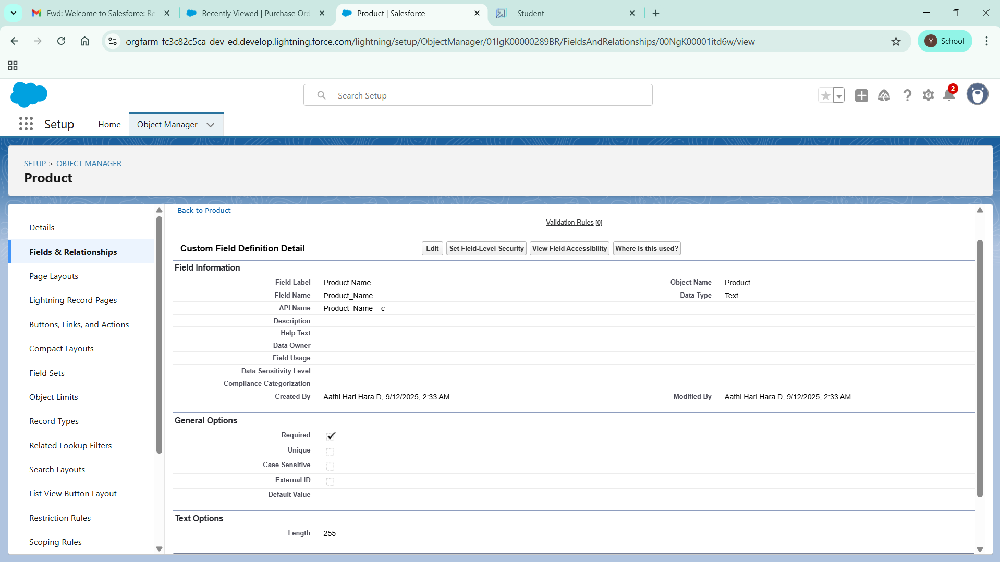 Fwd: Welcome to Salesforce: Re
Recently Viewed | Purchase Ord
Product | Salesforce
- Student
orgfarm-fc3c82c5ca-dev-ed.develop.lightning.force.com/lightning/setup/ObjectManager/01IgK00000289BR/FieldsAndRelationships/00NgK00001itd6w/view
Y School
Search Setup
2
Setup
Home
Object Manager
SETUP > OBJECT MANAGER
Product
Details
Fields & Relationships
Page Layouts
Lightning Record Pages
Buttons, Links, and Actions
Compact Layouts
Field Sets
Object Limits
Record Types
Related Lookup Filters
Search Layouts
List View Button Layout
Restriction Rules
Scoping Rules
Back to Product
Validation Rules [0]
Custom Field Definition Detail
Edit
Set Field-Level Security
View Field Accessibility
Where is this used?
Field Information
Field Label Product Name
Object Name Product
Field Name Product_Name
Data Type Text
API Name Product_Name__c
Description
Help Text
Data Owner
Field Usage
Data Sensitivity Level
Compliance Categorization
Created By Aathi Hari Hara D, 9/12/2025, 2:33 AM
Modified By Aathi Hari Hara D, 9/12/2025, 2:33 AM
General Options
Required
Unique
Case Sensitive
External ID
Default Value
Text Options
Length 255